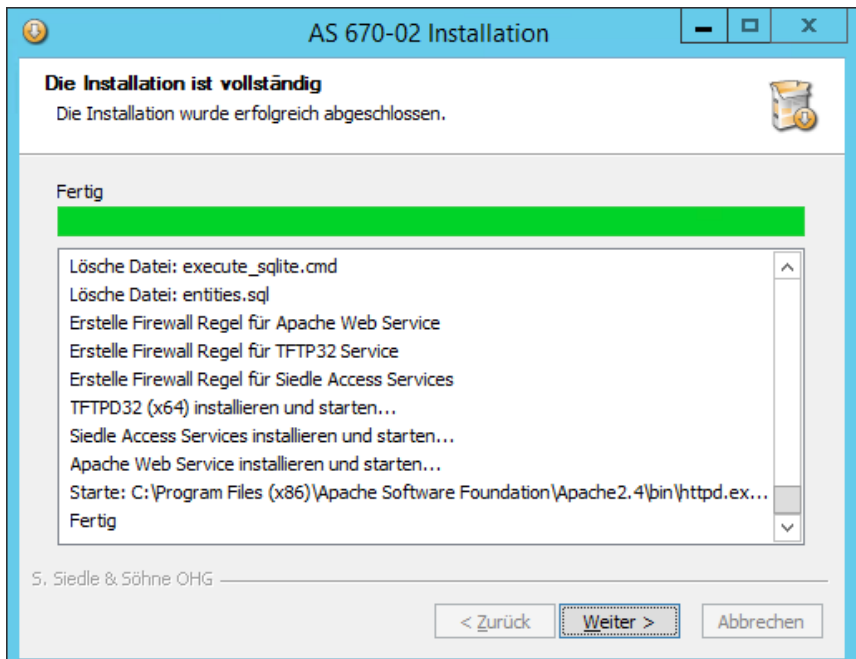 AS 670-02 Installation
Die Installation ist vollständig
Die Installation wurde erfolgreich abgeschlossen.
Fertig
Lösche Datei: execute_sqlite.cmd
Lösche Datei: entities.sql
Erstelle Firewall Regel für Apache Web Service
Erstelle Firewall Regel für TFTP32 Service
Erstelle Firewall Regel für Siedle Access Services
TFTPD32 (x64) installieren und starten...
Siedle Access Services installieren und starten...
Apache Web Service installieren und starten...
Starte: C:\Program Files (x86)\Apache Software Foundation\Apache2.4\bin\httpd.ex...
Fertig
S. Siedle & Söhne OHG
< Zurück Weiter > Abbrechen